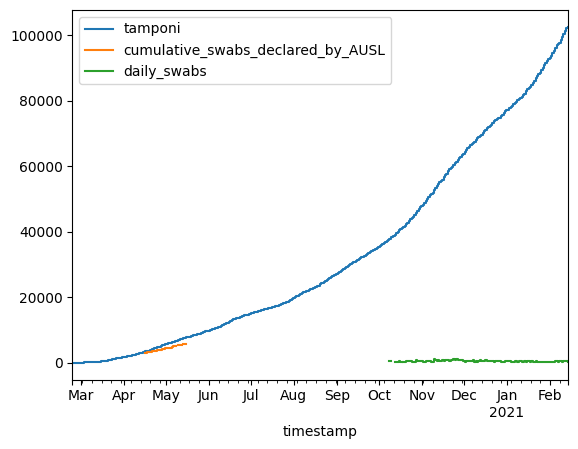 tamponi
cumulative_swabs_declared_by_AUSL
daily_swabs
100000
80000
60000
40000
20000
0
Mar Apr May Jun Jul Aug Sep Oct Nov Dec Jan Feb
2021
timestamp